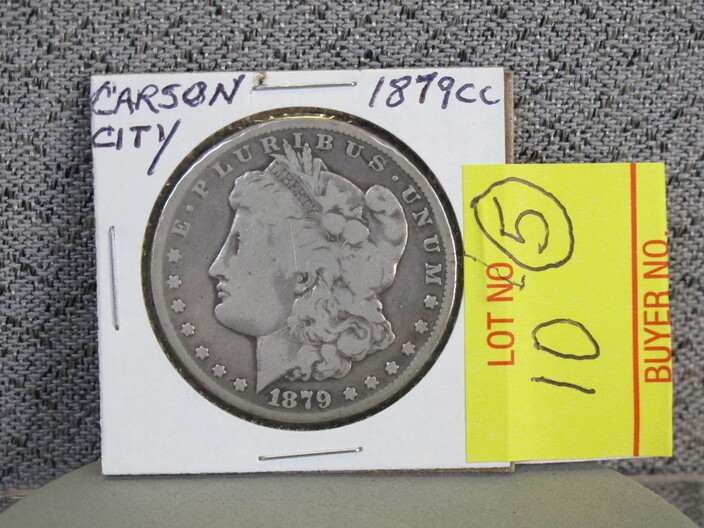 CARSON 1879CC
CITY
E · PLURIBUS · UNUM
LIBERTY
1879
LOT NO.
5
10
BUYER NO.